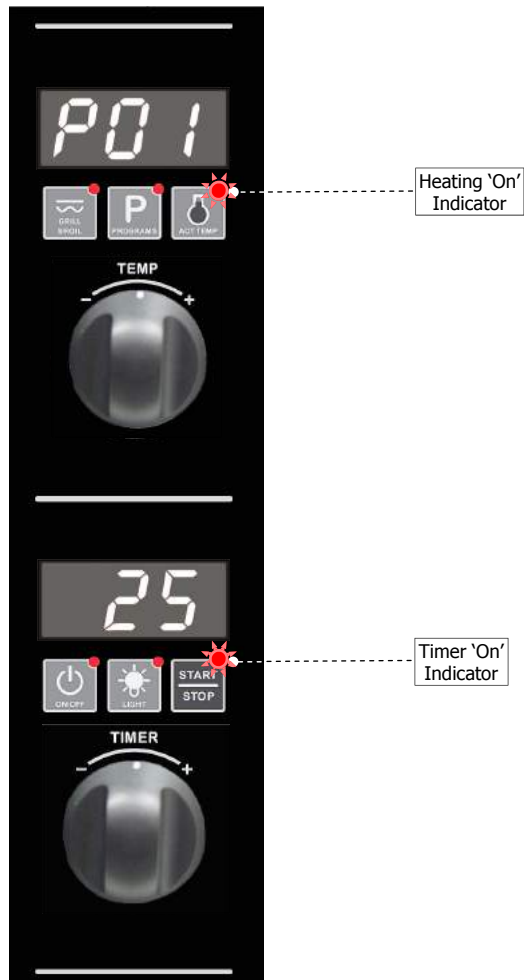 P01
GRILL
BROIL
P
PROGRAMS
ACT TEMP
Heating ‘On’
Indicator
TEMP
- +
25
ON/OFF
LIGHT
START
STOP
Timer ‘On’
Indicator
TIMER
- +